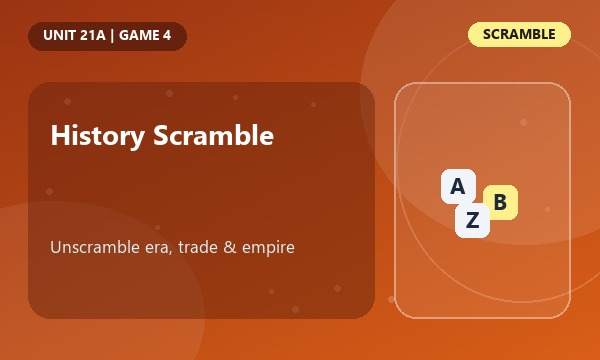 UNIT 21A | GAME 4
SCRAMBLE
History Scramble
Unscramble era, trade & empire
A
B
Z